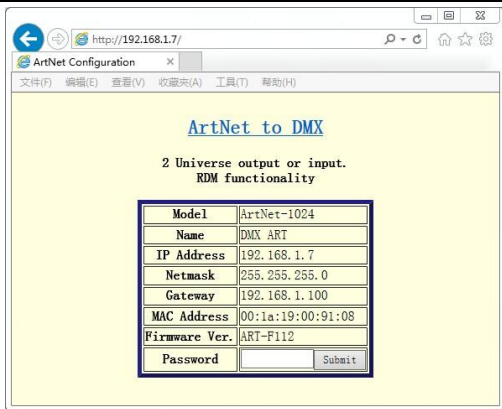 http://192.168.1.7/
ArtNet Configuration
文件(F) 编辑(E) 查看(V) 收藏夹(A) 工具(T) 帮助(H)
ArtNet to DMX
2 Universe output or input.
RDM functionality
Model ArtNet-1024
Name DMX ART
IP Address 192.168.1.7
Netmask 255.255.255.0
Gateway 192.168.1.100
MAC Address 00:1a:19:00:91:08
Firmware Ver. ART-F112
Password Submit